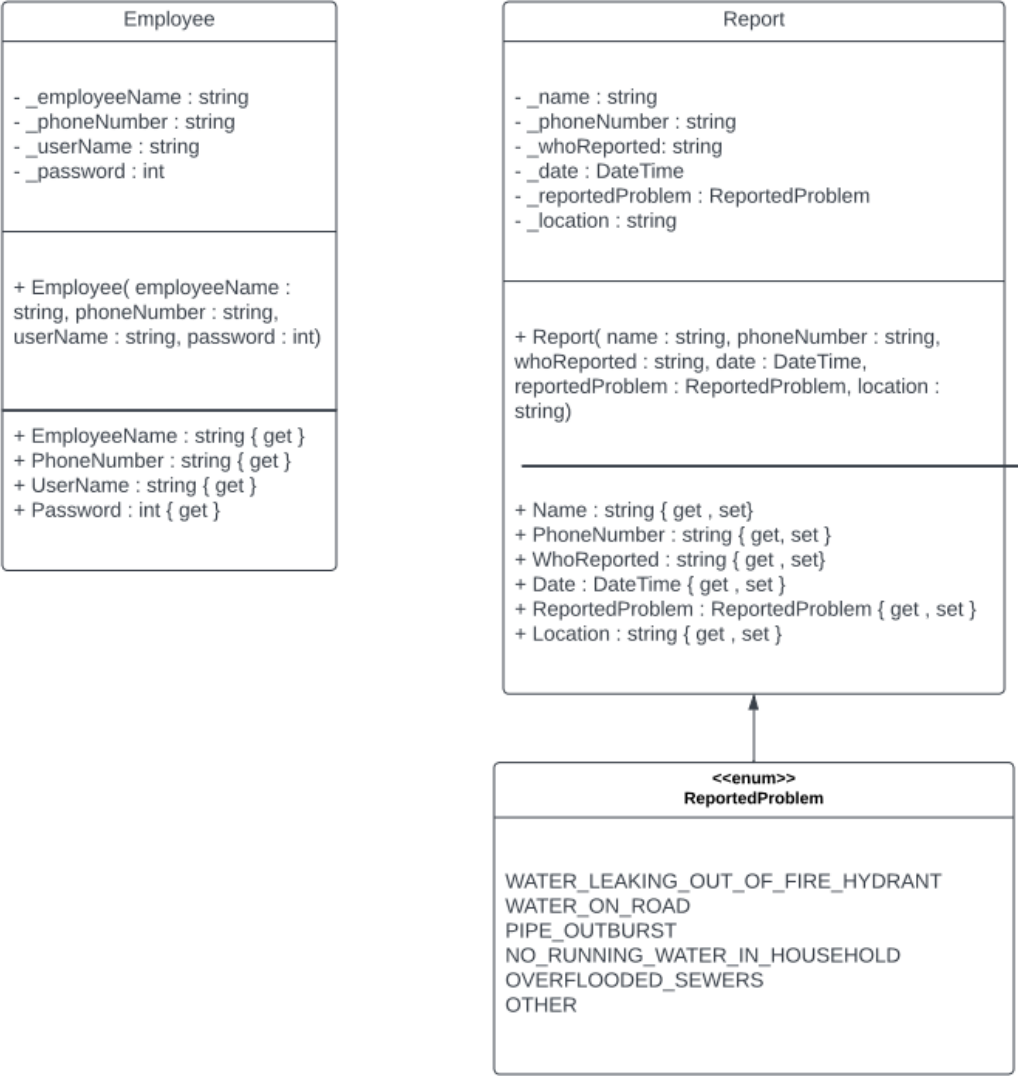 Employee
- _employeeName : string
- _phoneNumber : string
- _userName : string
- _password : int
+ Employee( employeeName :
string, phoneNumber : string,
userName : string, password : int)
+ EmployeeName : string { get }
+ PhoneNumber : string { get }
+ UserName : string { get }
+ Password : int { get }
Report
- _name : string
- _phoneNumber : string
- _whoReported: string
- _date : DateTime
- _reportedProblem : ReportedProblem
- _location : string
+ Report( name : string, phoneNumber : string,
whoReported : string, date : DateTime,
reportedProblem : ReportedProblem, location :
string)
+ Name : string { get , set}
+ PhoneNumber : string { get, set }
+ WhoReported : string { get , set}
+ Date : DateTime { get , set }
+ ReportedProblem : ReportedProblem { get , set }
+ Location : string { get , set }
<<enum>>
ReportedProblem
WATER_LEAKING_OUT_OF_FIRE_HYDRANT
WATER_ON_ROAD
PIPE_OUTBURST
NO_RUNNING_WATER_IN_HOUSEHOLD
OVERFLOODED_SEWERS
OTHER